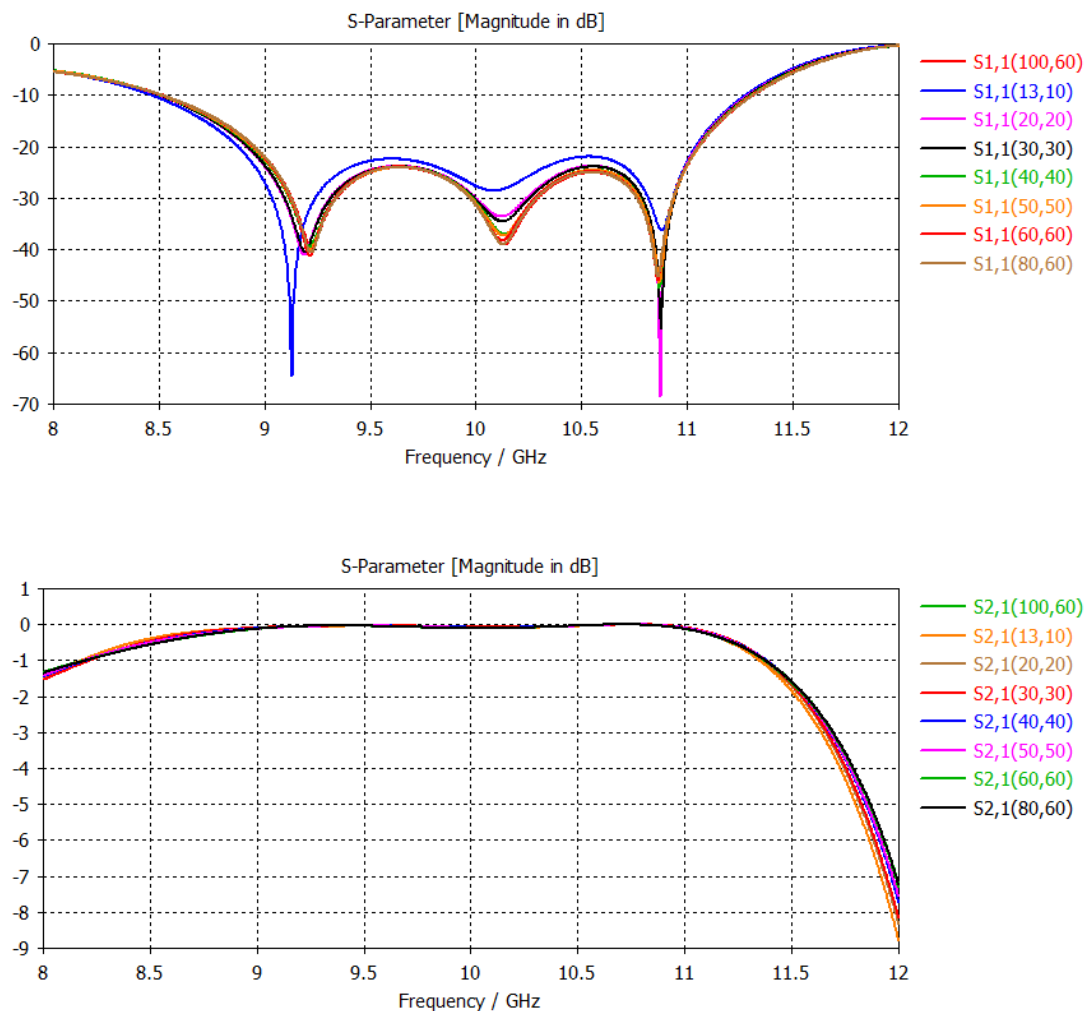 S-Parameter [Magnitude in dB]
0
-10
-20
-30
-40
-50
-60
-70
8
8.5
9
9.5
10
10.5
11
11.5
12
Frequency / GHz
S1,1(100,60)
S1,1(13,10)
S1,1(20,20)
S1,1(30,30)
S1,1(40,40)
S1,1(50,50)
S1,1(60,60)
S1,1(80,60)
S-Parameter [Magnitude in dB]
1
0
-1
-2
-3
-4
-5
-6
-7
-8
-9
8
8.5
9
9.5
10
10.5
11
11.5
12
Frequency / GHz
S2,1(100,60)
S2,1(13,10)
S2,1(20,20)
S2,1(30,30)
S2,1(40,40)
S2,1(50,50)
S2,1(60,60)
S2,1(80,60)